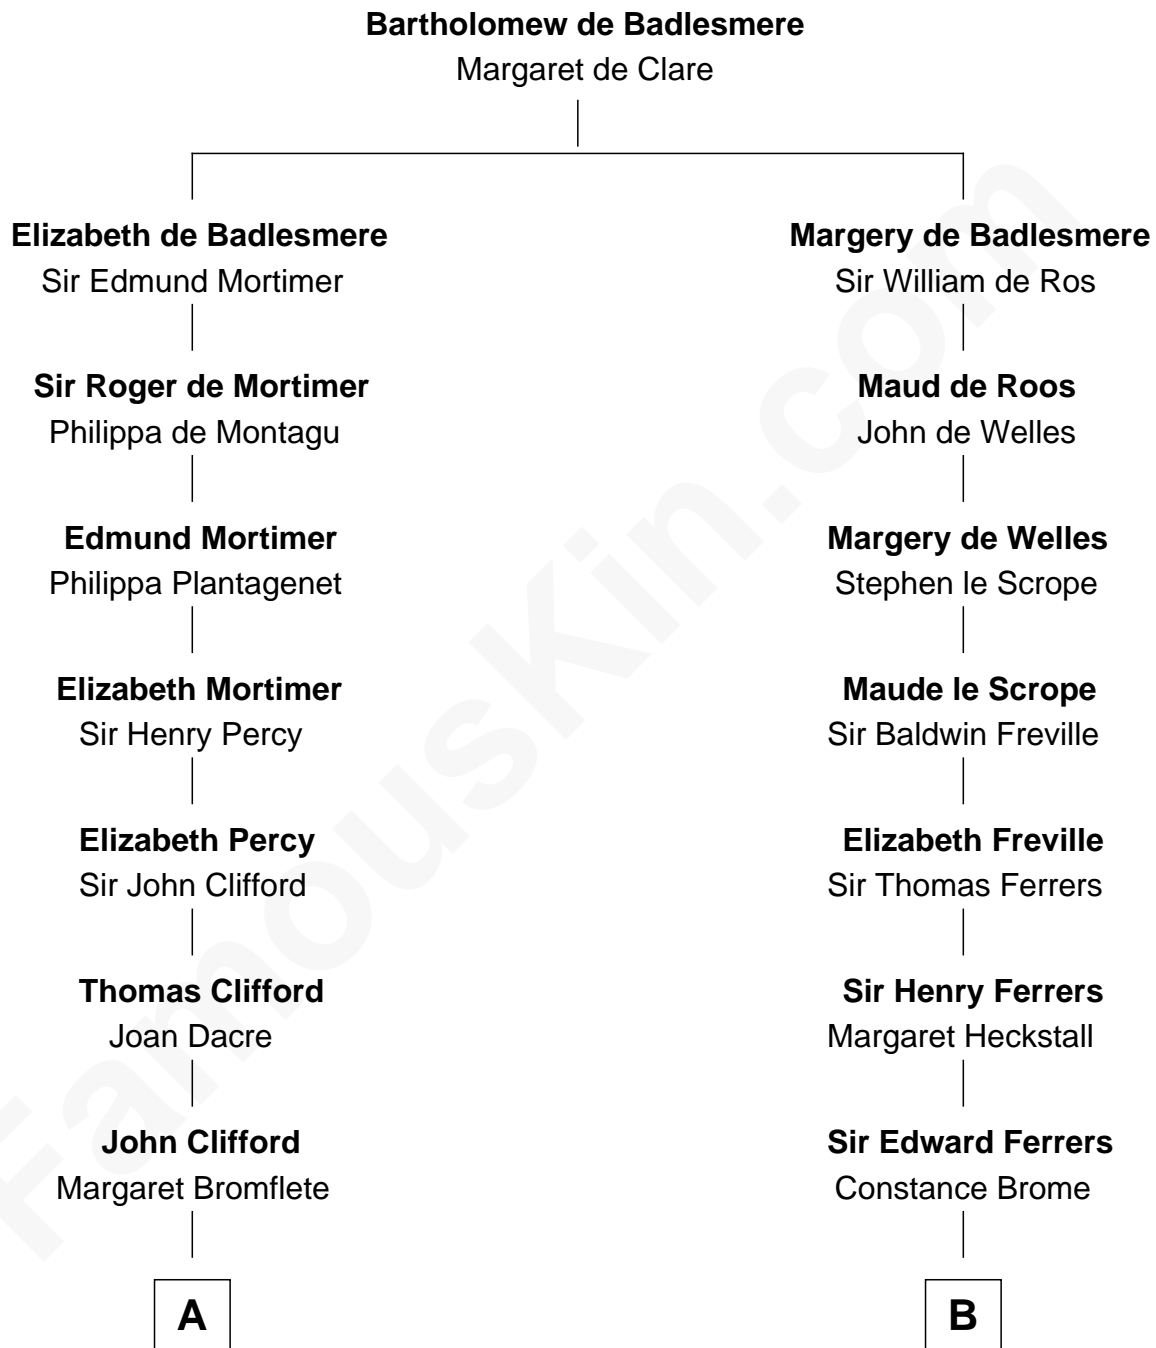 Bartholomew de Badlesmere
Margaret de Clare
Elizabeth de Badlesmere
Sir Edmund Mortimer
Margery de Badlesmere
Sir William de Ros
Sir Roger de Mortimer
Philippa de Montagu
Maud de Roos
John de Welles
Edmund Mortimer
Philippa Plantagenet
Margery de Welles
Stephen le Scrope
Elizabeth Mortimer
Sir Henry Percy
Maude le Scrope
Sir Baldwin Freville
Elizabeth Percy
Sir John Clifford
Elizabeth Freville
Sir Thomas Ferrers
Thomas Clifford
Joan Dacre
Sir Henry Ferrers
Margaret Heckstall
John Clifford
Margaret Bromflete
Sir Edward Ferrers
Constance Brome
A
B
FamousKin.com